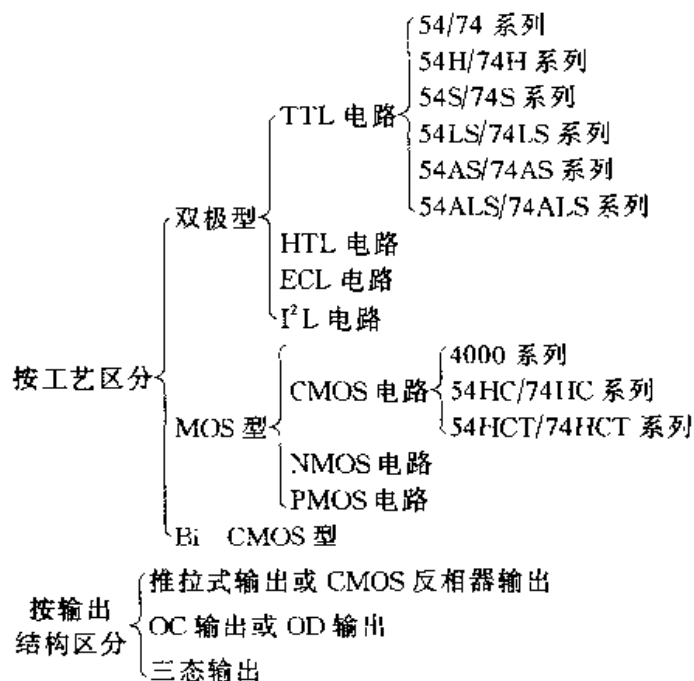 54/74 系列
54H/74H 系列
54S/74S 系列
TTL 电路
54LS/74LS 系列
54AS/74AS 系列
54ALS/74ALS 系列
双极型
HTL 电路
ECL 电路
I²L 电路
按工艺区分
4000 系列
CMOS 电路
54HC/74HC 系列
54HCT/74HCT 系列
MOS 型
NMOS 电路
PMOS 电路
Bi CMOS 型
推拉式输出或 CMOS 反相器输出
按输出
结构区分
OC 输出或 OD 输出
三态输出